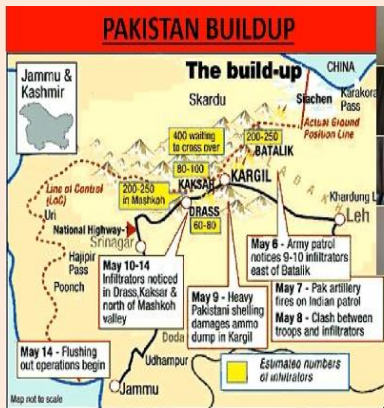 PAKISTAN BUILDUP
Jammu &
Kashmir
The build-up
CHINA
Skardu
Siachen
Karakora
Pass
Actual Ground
Position Line
400 waiting
to cross over
200-250
BATALIK
80-100
Line of Control
(LoC)
200-250
in Mashkoh
KAKSAR
KARGIL
LADAKH
Khardung L
Uri
DRASS
60-80
Leh
National Highway
Srinagar
Hajipir
Pass
Poonch
May 10-14
Infiltrators noticed
in Drass, Kaksar &
north of Mashkoh
valley
May 9 - Heavy
Pakistani shelling
damages ammo
dump in Kargil
May 6 - Army patrol
notices 9-10 infiltrators
east of Batalik
May 7 - Pak artillery
fires on Indian patrol
May 8 - Clash between
troops and infiltrators
May 14 - Flushing
out operations begin
Doda
Udhampur
Jammu
Estimated numbers
of infiltrators
Map not to scale